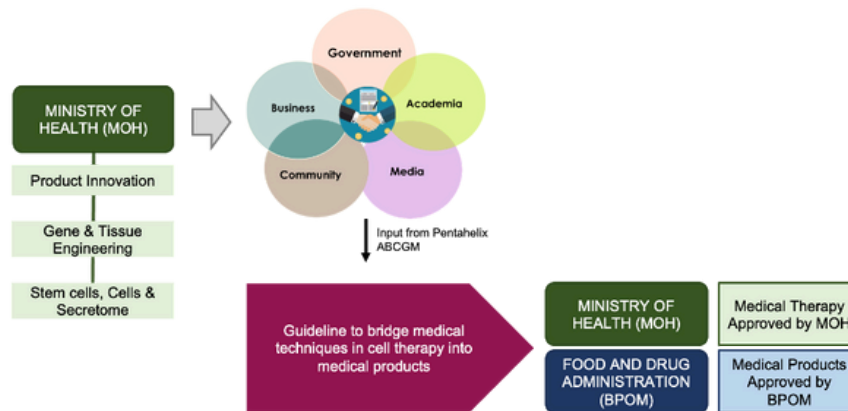 Government
Business
Academia
Community
Media
MINISTRY OF
HEALTH (MOH)
Product Innovation
Gene & Tissue
Engineering
Stem cells, Cells &
Secretome
Input from Pentahelix
ABCGM
Guideline to bridge medical
techniques in cell therapy into
medical products
MINISTRY OF
HEALTH (MOH)
Medical Therapy
Approved by MOH
FOOD AND DRUG
ADMINISTRATION
(BPOM)
Medical Products
Approved by
BPOM